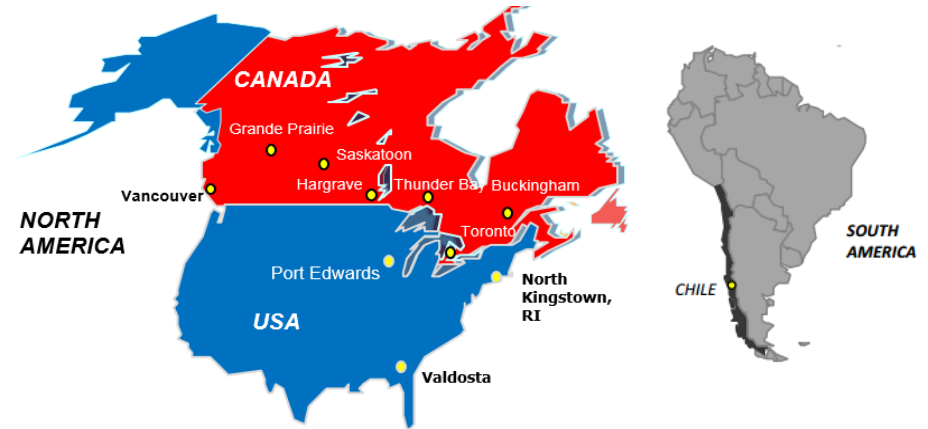 CANADA
Grande Prairie
Saskatoon
Hargrave
Thunder Bay
Buckingham
Vancouver
NORTH
AMERICA
Toronto
Port Edwards
North
Kingstown,
RI
USA
Valdosta
SOUTH
AMERICA
CHILE